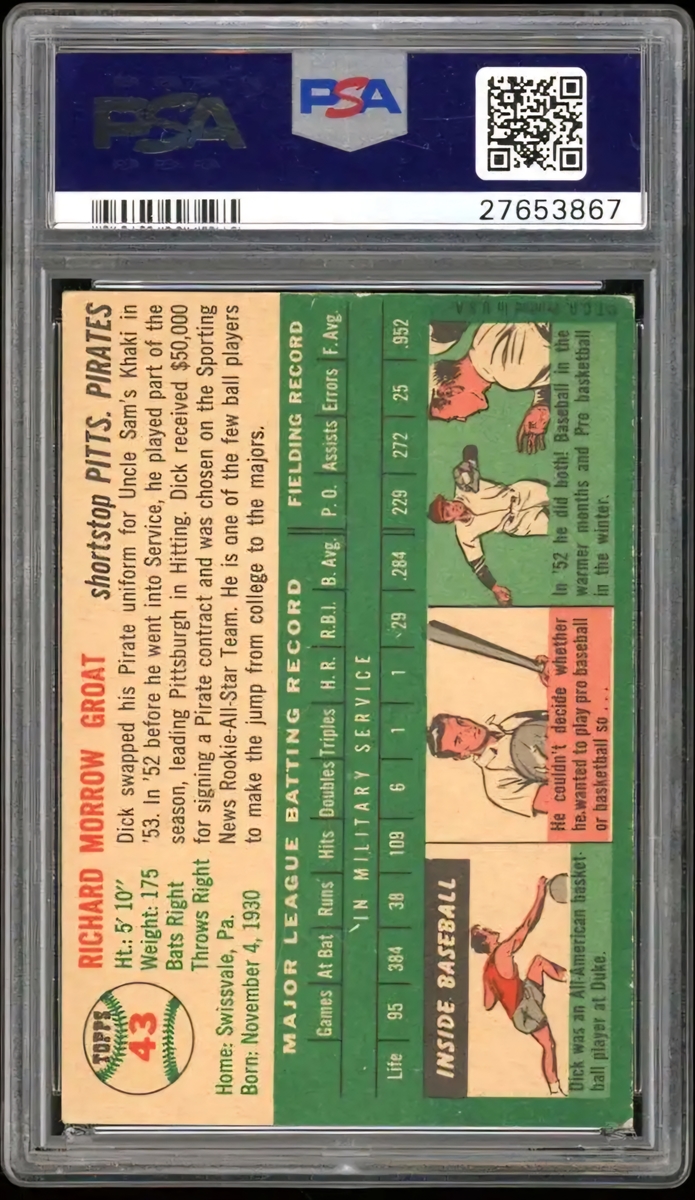 PSA
PSA
27653867
TOPPS
43
RICHARD MORROW GROAT
shortstop PITTS. PIRATES
Ht.: 5' 10"
Weight: 175
Bats Right
Throws Right
Home: Swissvale, Pa.
Born: November 4, 1930
Dick swapped his Pirate uniform for Uncle Sam's Khaki in
'53. In '52 before he went into Service, he played part of the
season, leading Pittsburgh in Hitting. Dick received $50,000
for signing a Pirate contract and was chosen on the Sporting
News Rookie-All-Star Team. He is one of the few ball players
to make the jump from college to the majors.
MAJOR LEAGUE BATTING RECORD FIELDING RECORD
Games At Bat Runs Hits Doubles Triples H. R. R.B.I. B. Avg. P. O. Assists Errors F. Avg.
IN MILITARY SERVICE
Life 95 384 38 109 6 1 1 29 .284 229 272 25 .952
INSIDE BASEBALL
Dick was an All-American basket-
ball player at Duke.
He couldn't decide whether
he wanted to play pro baseball
or basketball so . . . .
In '52 he did both! Baseball in the
warmer months and Pro basketball
in the winter.
©T.C.G. Printed in U.S.A.